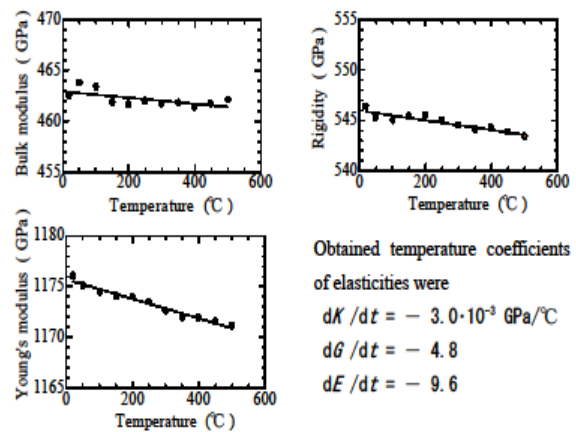 Bulk modulus ( GPa)
470
465
460
455
0 200 400 600
Temperature (℃)
Rigidity ( GPa)
555
550
545
540
0 200 400 600
Temperature (℃)
Young's modulus ( GPa)
1180
1175
1170
1165
0 200 400 600
Temperature (℃)
Obtained temperature coefficients
of elasticities were
dK /dt = − 3.0·10⁻³ GPa/℃
dG /dt = − 4.8
dE /dt = − 9.6